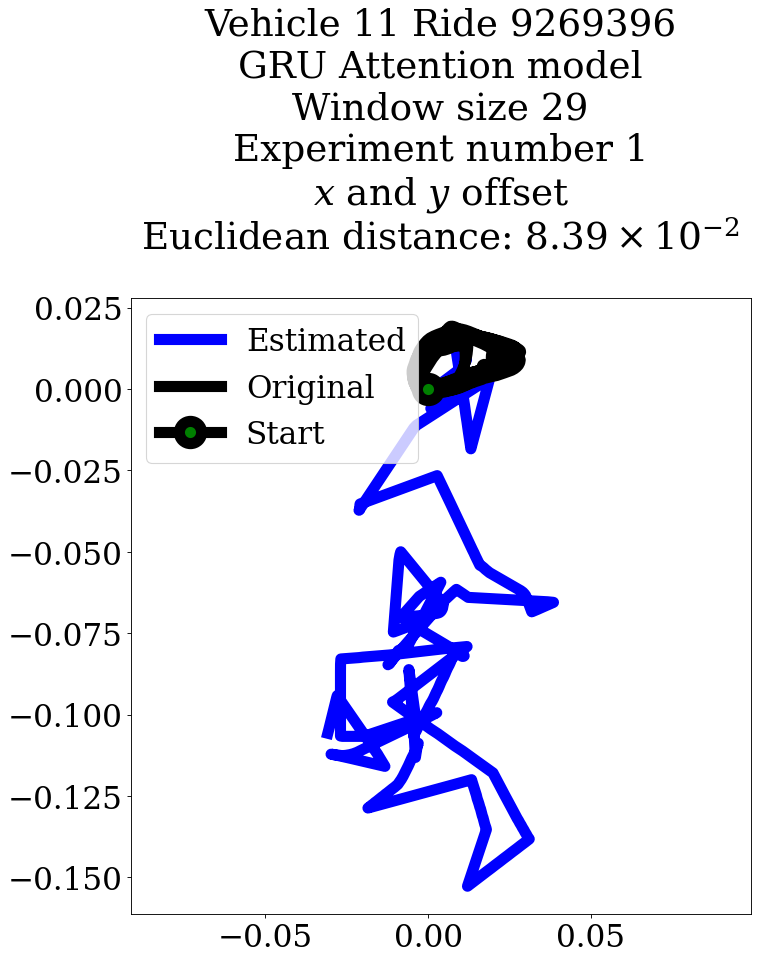 Vehicle 11 Ride 9269396
GRU Attention model
Window size 29
Experiment number 1
x and y offset
Euclidean distance: 8.39 × 10⁻²
Estimated
Original
Start
0.025
0.000
−0.025
−0.050
−0.075
−0.100
−0.125
−0.150
−0.05 0.00 0.05